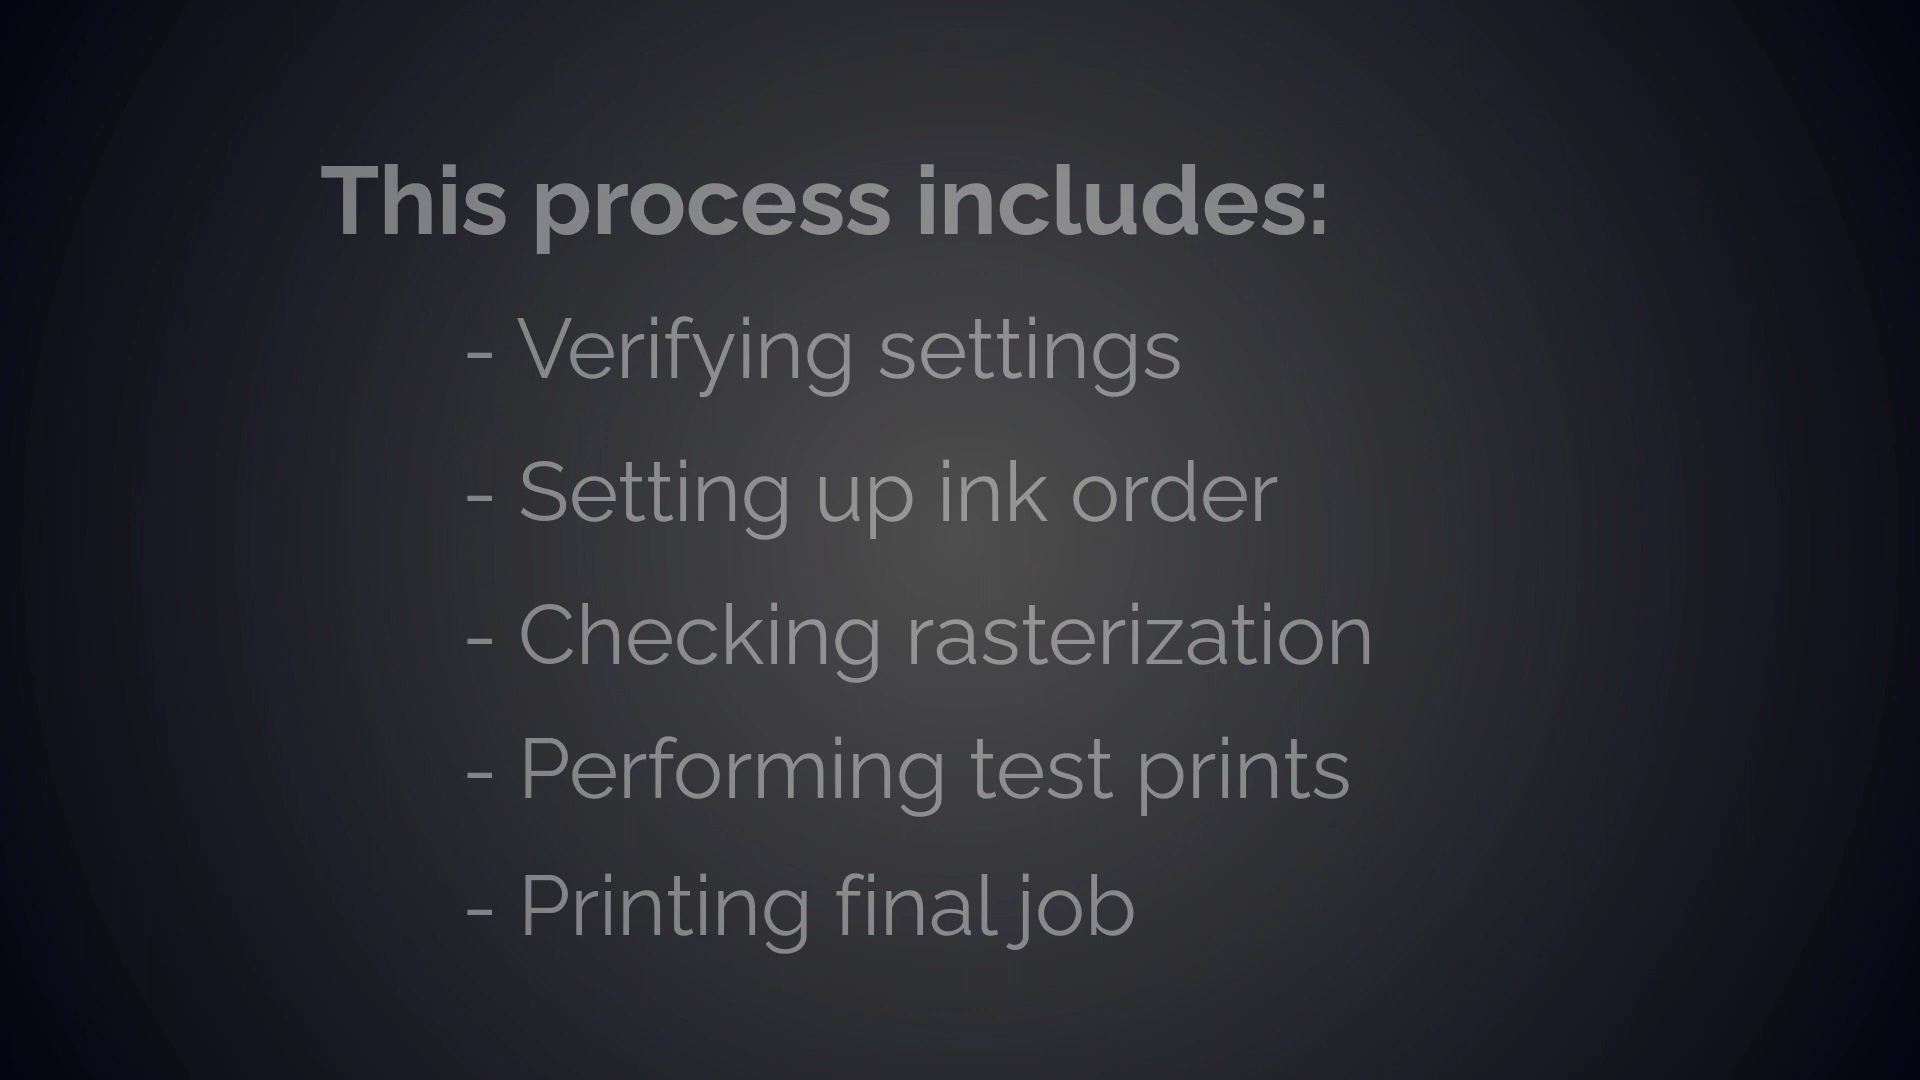 This process includes:
- Verifying settings
- Setting up ink order
- Checking rasterization
- Performing test prints
- Printing final job